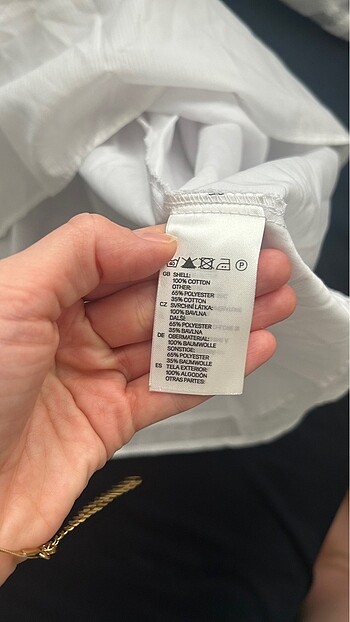 40 P
GB SHELL:
100% COTTON
OTHER:
65% POLYESTER
35% COTTON
CZ SVRCHNÍ LÁTKA:
100% BAVLNA
DALŠÍ:
65% POLYESTER
35% BAVLNA
DE OBERMATERIAL:
100% BAUMWOLLE
SONSTIGE:
65% POLYESTER
35% BAUMWOLLE
ES TELA EXTERIOR:
100% ALGODÓN
OTRAS PARTES: